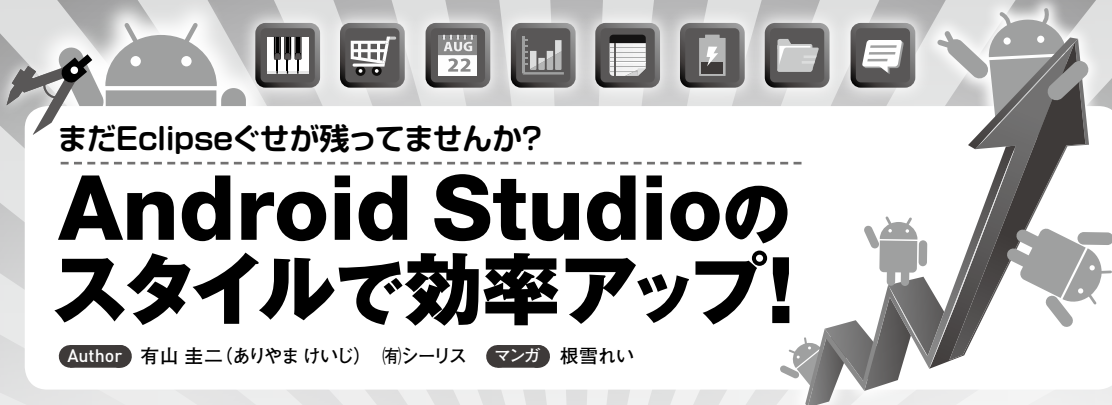 AUG
22
まだEclipseぐせが残ってませんか?
Android Studioの
スタイルで効率アップ!
Author 有山 圭二(ありやま けいじ) ㈲シーリス マンガ 根雪れい